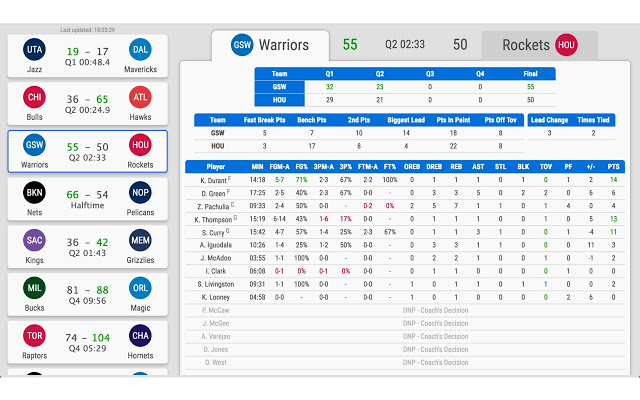 Last updated: 18:03:39
UTA 19 - 17 DAL
Jazz Q1 00:48.4 Mavericks
CHI 36 - 65 ATL
Bulls Q2 00:24.9 Hawks
GSW 55 - 50 HOU
Warriors Q2 02:33 Rockets
BKN 66 - 54 NOP
Nets Halftime Pelicans
SAC 36 - 42 MEM
Kings Q2 01:43 Grizzlies
MIL 81 - 88 ORL
Bucks Q4 09:56 Magic
TOR 74 - 104 CHA
Raptors Q4 05:29 Hornets
GSW Warriors 55 Q2 02:33 50 Rockets HOU
Team Q1 Q2 Q3 Q4 Final
GSW 32 23 0 0 55
HOU 29 21 0 0 50
Team Fast Break Pts Bench Pts 2nd Pts Biggest Lead Pts In Paint Pts Off Tov Lead Change Times Tied
GSW 5 7 10 14 18 8 3 2
HOU 3 17 8 4 22 8
Player MIN FGM-A FG% 3PM-A 3P% FTM-A FT% OREB DREB REB AST STL BLK TOV PF +/- PTS
K. Durant F 14:18 5-7 71% 2-3 67% 2-2 100% 0 1 1 1 0 1 0 1 2 14
D. Green F 17:25 2-5 40% 2-3 67% 0-0 - 0 3 3 5 0 2 2 0 6 6
Z. Pachulia C 09:33 2-4 50% 0-0 - 0-2 0% 2 5 7 1 1 0 1 4 0 4
K. Thompson G 15:19 6-14 43% 1-6 17% 0-0 - 0 1 1 1 0 1 0 0 5 13
S. Curry G 15:42 4-7 57% 1-4 25% 2-3 67% 0 1 1 3 1 0 0 1 -4 11
A. Iguodala 10:26 1-4 25% 1-2 50% 0-0 - 0 3 3 1 1 0 0 0 11 3
J. McAdoo 03:55 1-1 100% 0-0 - 0-0 - 0 0 0 0 0 0 1 0 -1 2
I. Clark 06:08 0-1 0% 0-1 0% 0-0 - 0 0 0 0 0 0 0 0 0 0
S. Livingston 09:31 1-1 100% 0-0 - 0-0 - 0 1 1 0 1 0 0 1 0 2
K. Looney 04:58 0-0 - 0-0 - 0-0 - 0 1 1 0 0 0 0 2 6 0
P. McCaw DNP - Coach's Decision
J. McGee DNP - Coach's Decision
A. Varejao DNP - Coach's Decision
D. Jones DNP - Coach's Decision
D. West DNP - Coach's Decision